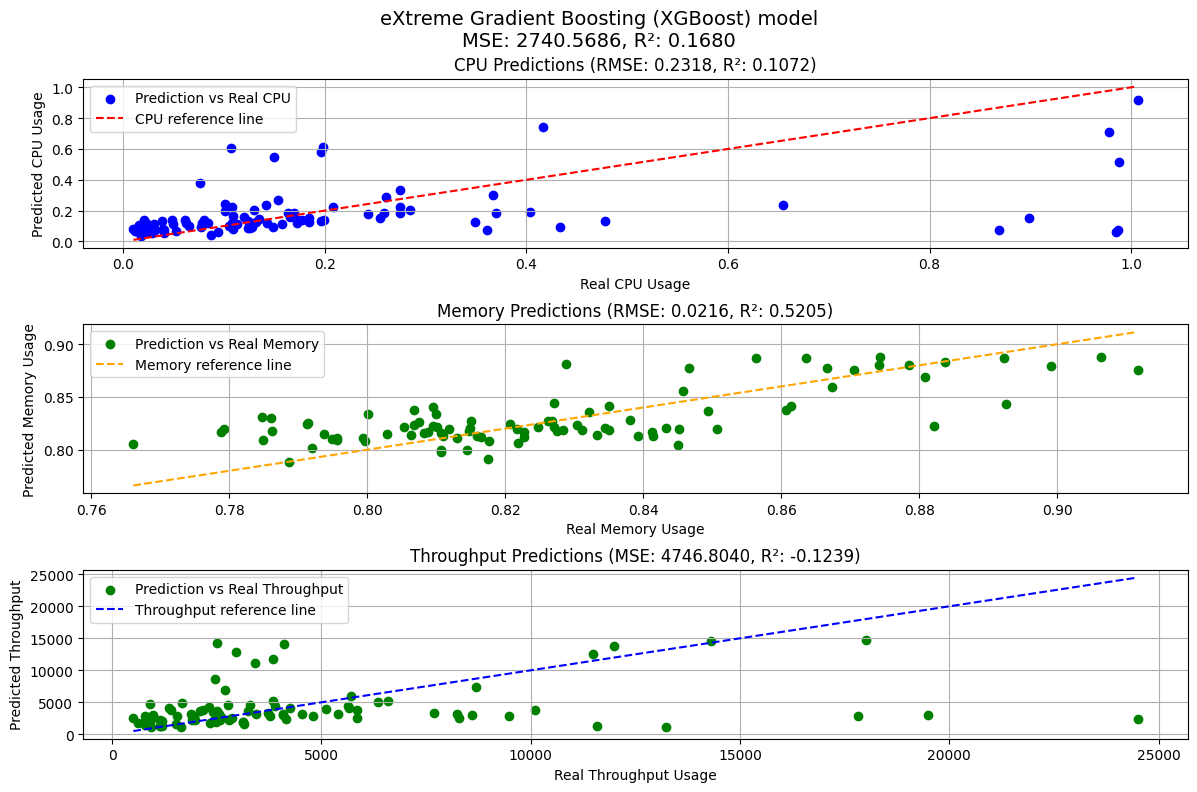 eXtreme Gradient Boosting (XGBoost) model
MSE: 2740.5686, R²: 0.1680
CPU Predictions (RMSE: 0.2318, R²: 0.1072)
Predicted CPU Usage
1.0
0.8
0.6
0.4
0.2
0.0
Prediction vs Real CPU
CPU reference line
0.0 0.2 0.4 0.6 0.8 1.0
Real CPU Usage
Memory Predictions (RMSE: 0.0216, R²: 0.5205)
Predicted Memory Usage
0.90
0.85
0.80
Prediction vs Real Memory
Memory reference line
0.76 0.78 0.80 0.82 0.84 0.86 0.88 0.90
Real Memory Usage
Throughput Predictions (MSE: 4746.8040, R²: -0.1239)
Predicted Throughput
25000
20000
15000
10000
5000
0
Prediction vs Real Throughput
Throughput reference line
0 5000 10000 15000 20000 25000
Real Throughput Usage